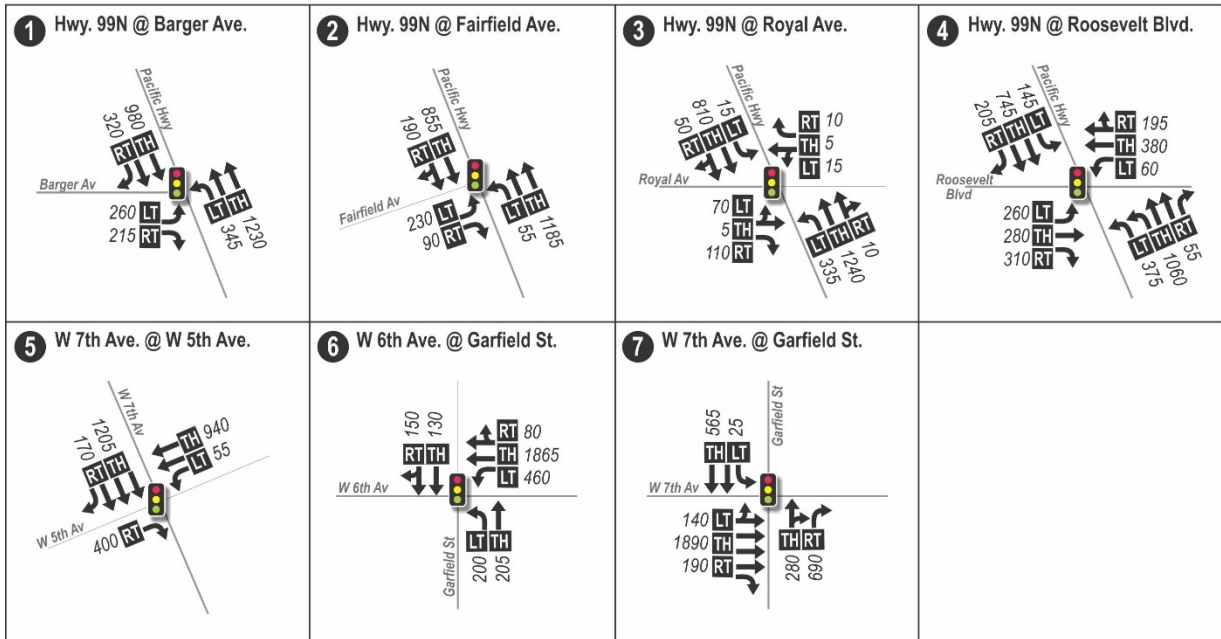 1 Hwy. 99N @ Barger Ave.
Pacific Hwy
320 980
RT TH
Barger Av
260 LT
215 RT
LT TH
345 1230
2 Hwy. 99N @ Fairfield Ave.
Pacific Hwy
190 855
RT TH
Fairfield Av
230 LT
90 RT
LT TH
55 1185
3 Hwy. 99N @ Royal Ave.
Pacific Hwy
50 810 15
RT TH LT
RT 10
TH 5
LT 15
Royal Av
70 LT
5 TH
110 RT
LT TH RT
335 1240 10
4 Hwy. 99N @ Roosevelt Blvd.
Pacific Hwy
205 745 145
RT TH LT
RT 195
TH 380
LT 60
Roosevelt
Blvd
260 LT
280 TH
310 RT
LT TH RT
375 1060 55
5 W 7th Ave. @ W 5th Ave.
W 7th Av
170 1205
RT TH
TH 940
LT 55
W 5th Av
400 RT
6 W 6th Ave. @ Garfield St.
150 130
RT TH
RT 80
TH 1865
LT 460
W 6th Av
LT TH
200 205
Garfield St
7 W 7th Ave. @ Garfield St.
565 25
TH LT
Garfield St
W 7th Av
140 LT
1890 TH
190 RT
TH RT
280 690